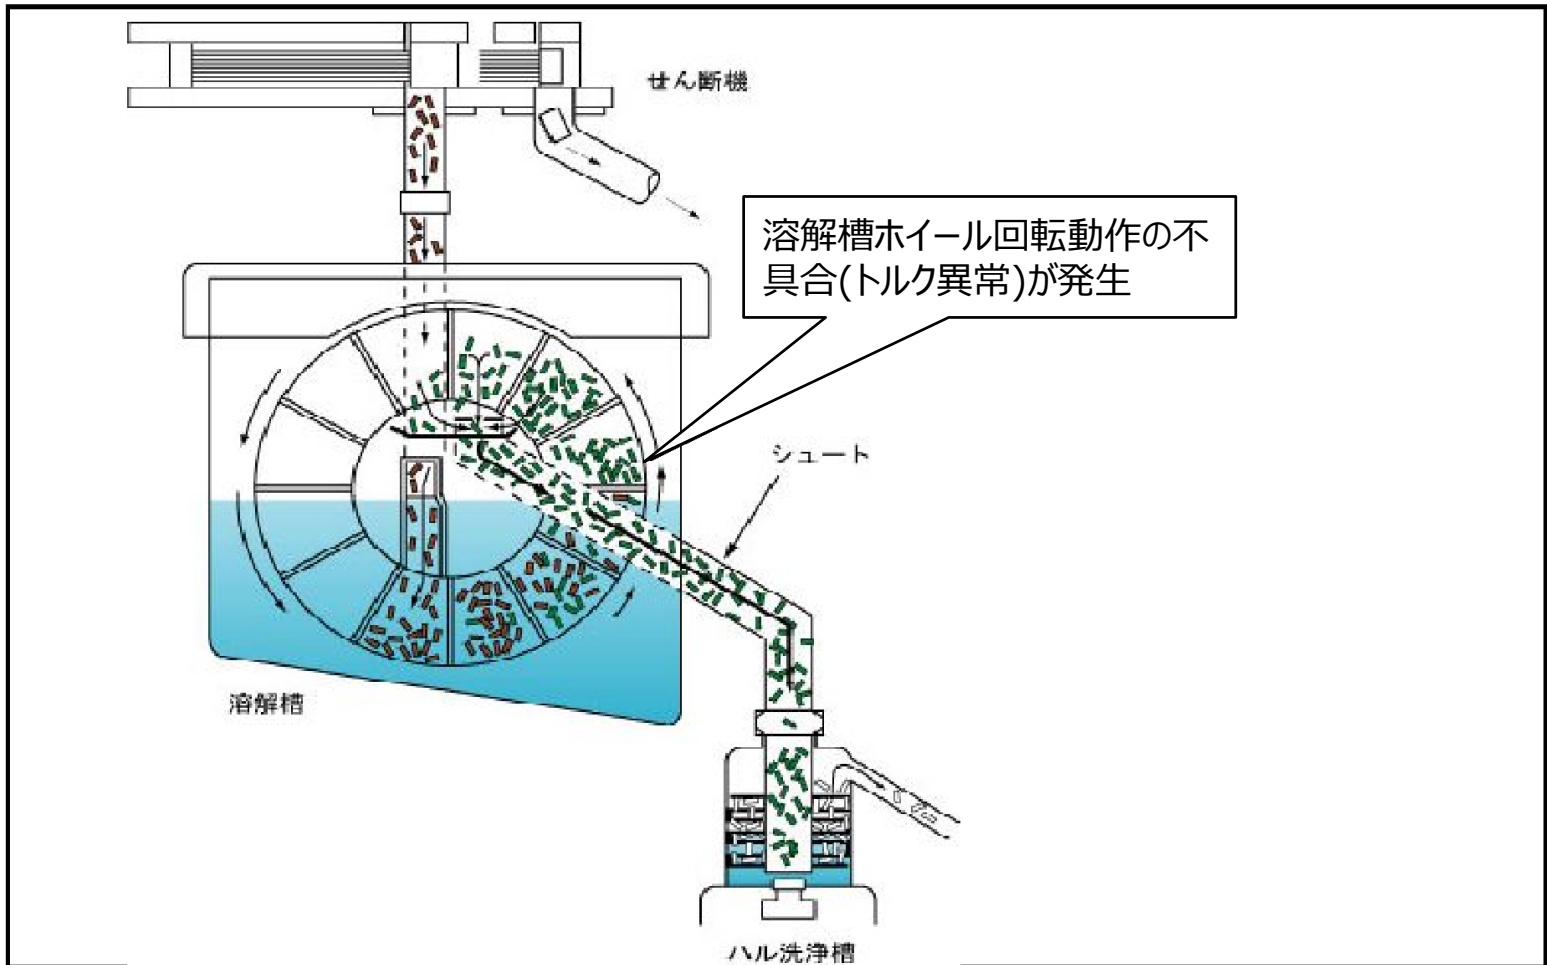 せん断機
溶解槽ホイール回転動作の不
具合(トルク異常)が発生
シュート
溶解槽
ハル洗浄槽